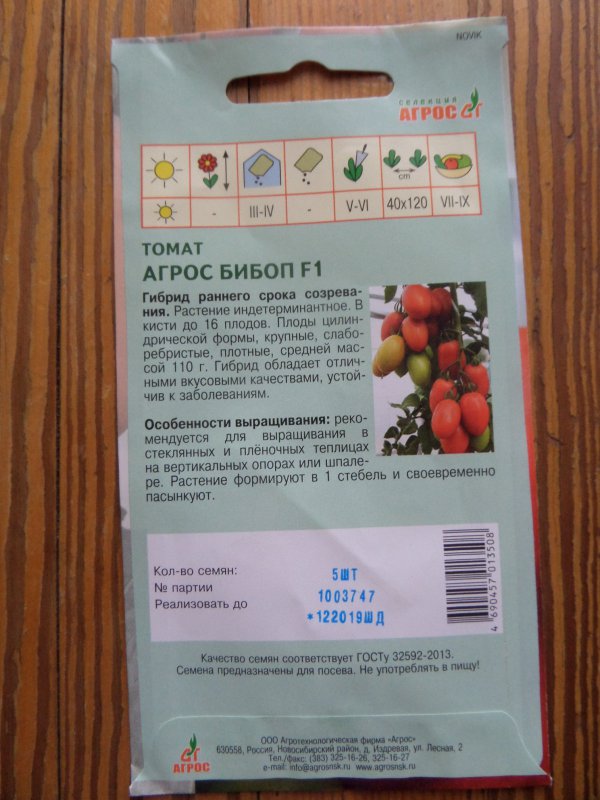 NOVIK
селекция
АГРОС
cm
- III-IV - V-VI 40x120 VII-IX
ТОМАТ
АГРОС БИБОП F1
Гибрид раннего срока созрева-
ния. Растение индетерминантное. В
кисти до 16 плодов. Плоды цилин-
дрической формы, крупные, слабо-
ребристые, плотные, средней мас-
сой 110 г. Гибрид обладает отлич-
ными вкусовыми качествами, устой-
чив к заболеваниям.
Особенности выращивания: реко-
мендуется для выращивания в
стеклянных и плёночных теплицах
на вертикальных опорах или шпале-
ре. Растение формируют в 1 стебель и своевременно
пасынкуют.
Кол-во семян: 5ШТ
№ партии 1003747
Реализовать до *122019ШД
4 690457 013508
Качество семян соответствует ГОСТу 32592-2013.
Семена предназначены для посева. Не употреблять в пищу!
АГРОС
ООО Агротехнологическая фирма «Агрос»
630558, Россия, Новосибирский район, д. Издревая, ул. Лесная, 2
Тел./факс: (383) 325-16-26, 325-16-27
e-mail: info@agrosnsk.ru, www.agrosnsk.ru